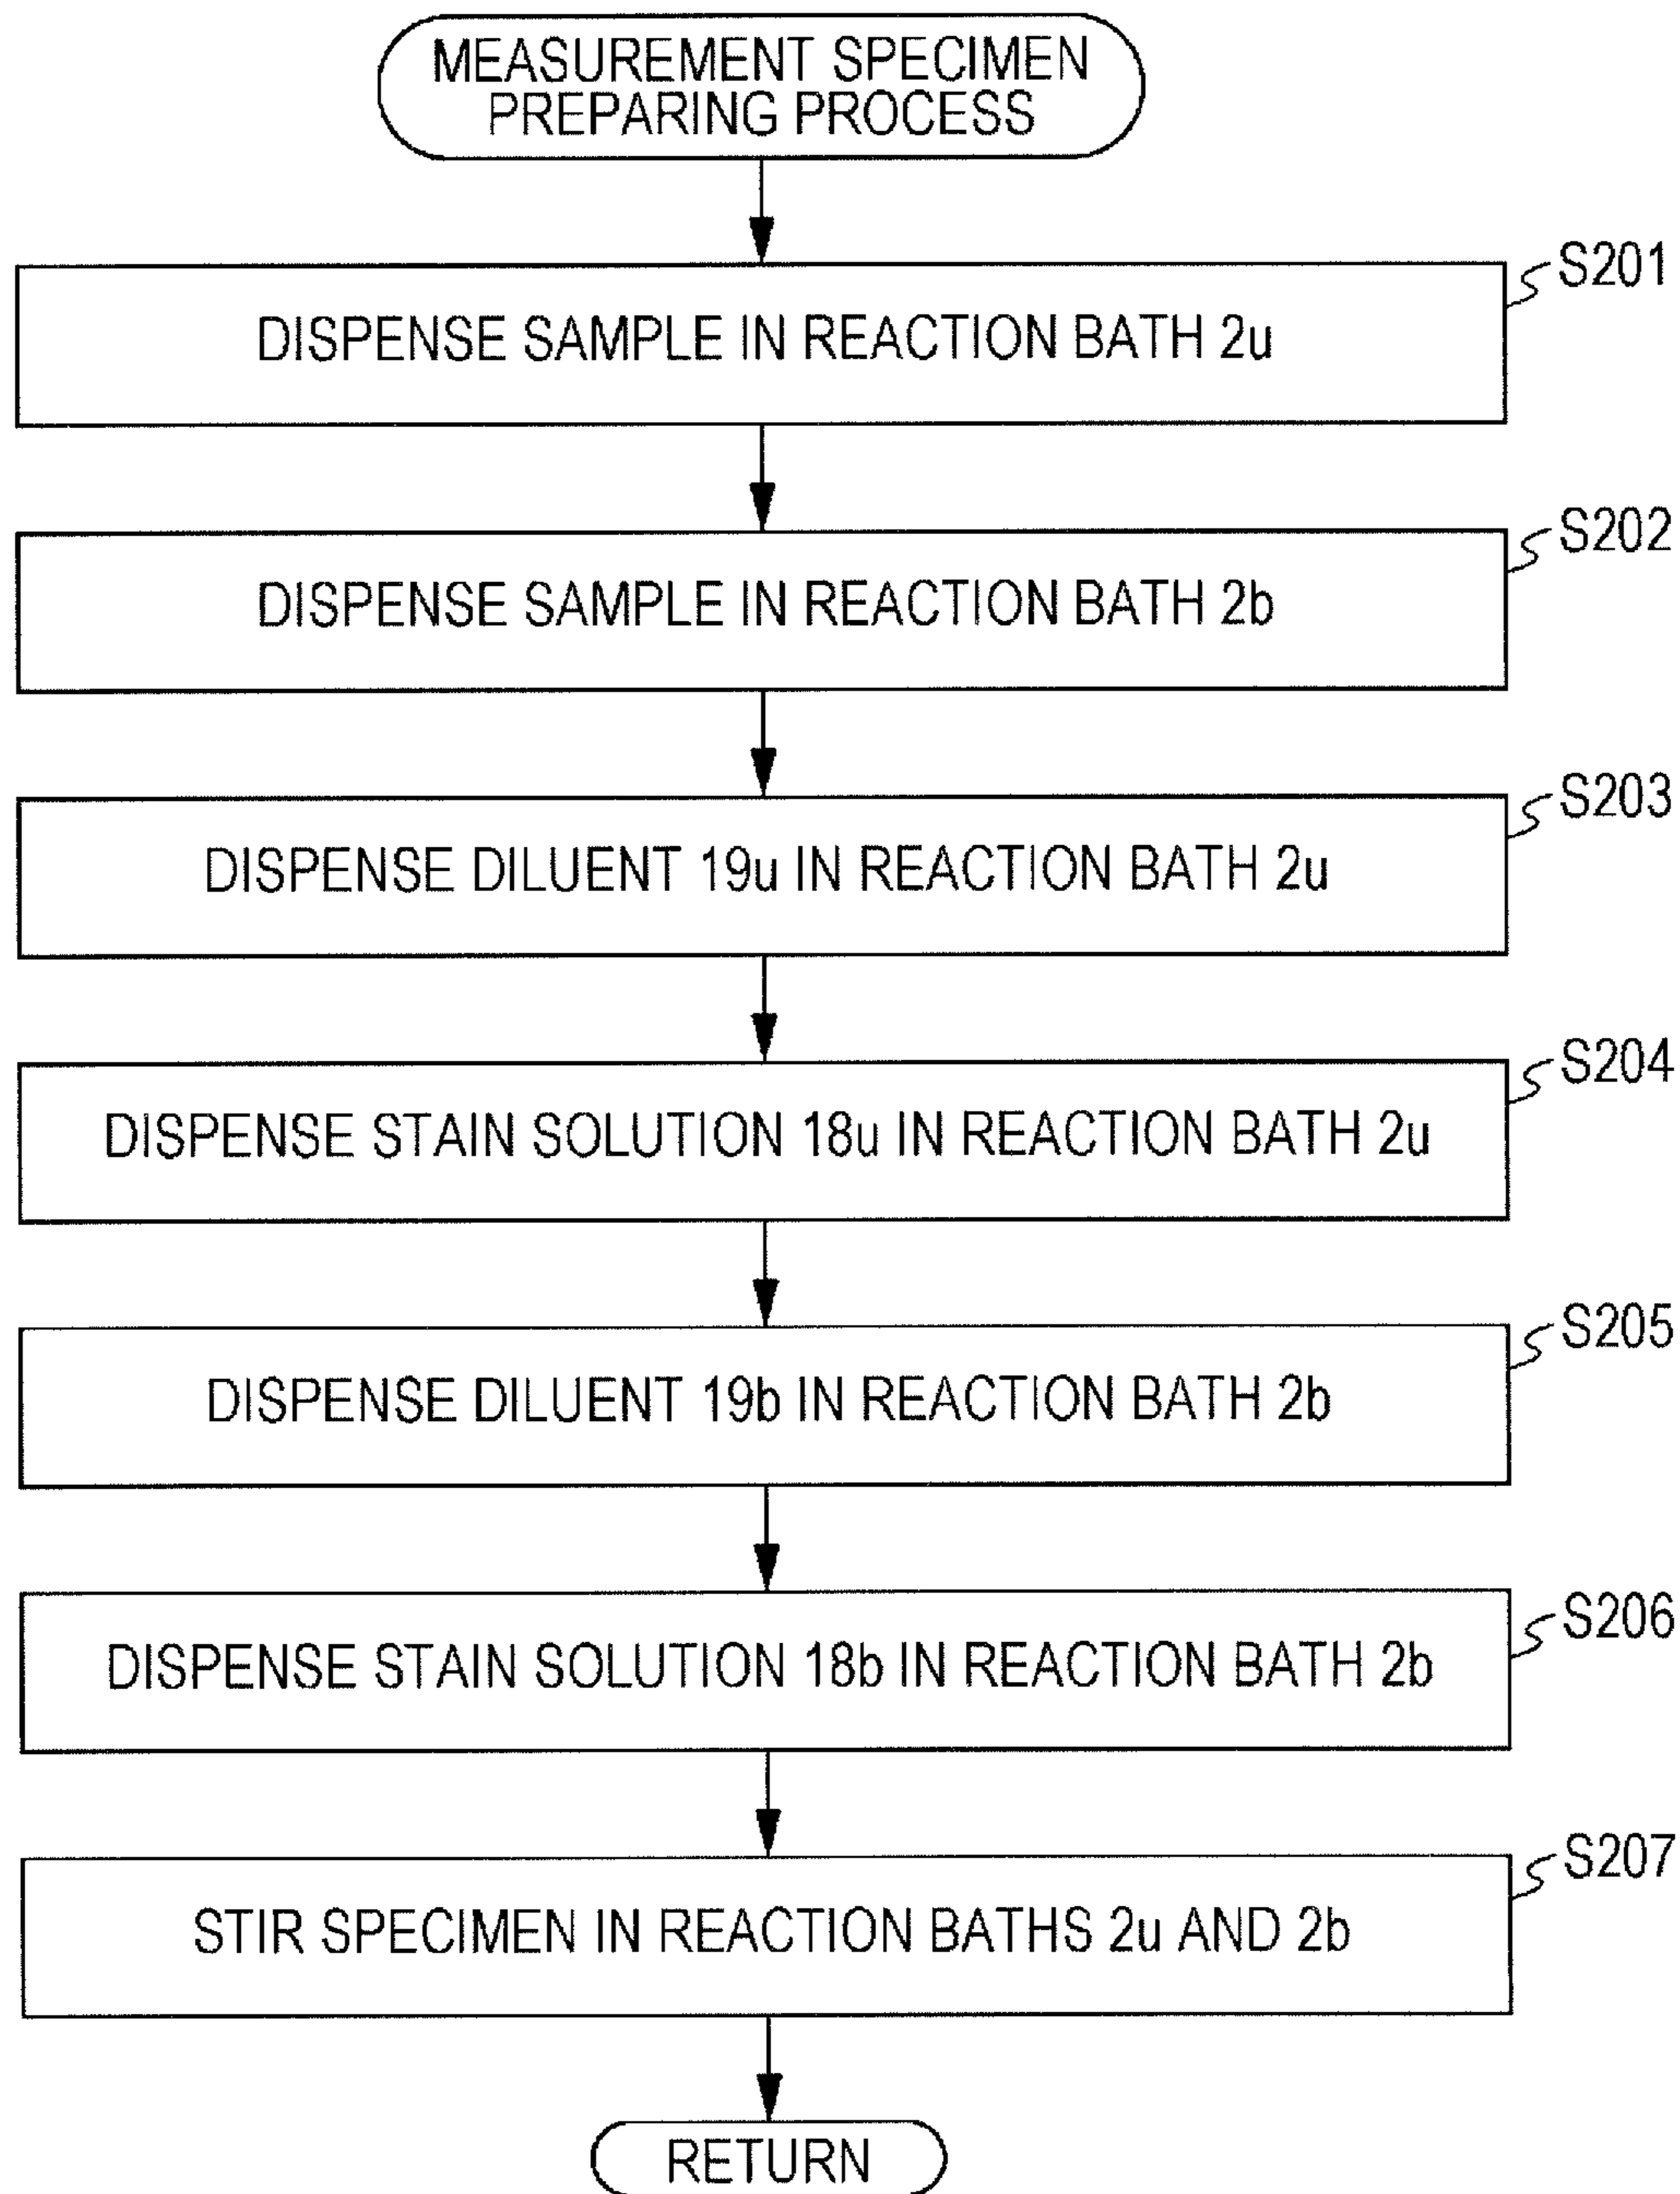 MEASUREMENT SPECIMEN
PREPARING PROCESS
S201
DISPENSE SAMPLE IN REACTION BATH 2u
S202
DISPENSE SAMPLE IN REACTION BATH 2b
S203
DISPENSE DILUENT 19u IN REACTION BATH 2u
S204
DISPENSE STAIN SOLUTION 18u IN REACTION BATH 2u
S205
DISPENSE DILUENT 19b IN REACTION BATH 2b
S206
DISPENSE STAIN SOLUTION 18b IN REACTION BATH 2b
S207
STIR SPECIMEN IN REACTION BATHS 2u AND 2b
RETURN